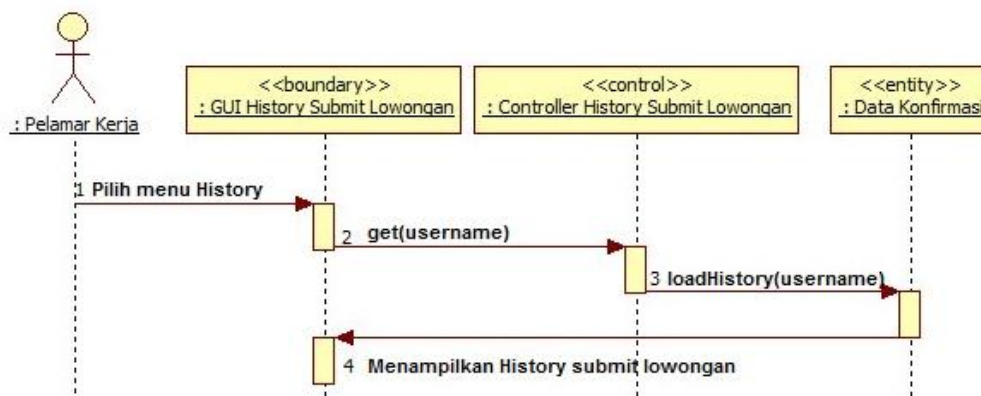 <<boundary>>
<<control>>
<<entity>>
: Pelamar Kerja
: GUI History Submit Lowongan
: Controller History Submit Lowongan
: Data Konfirmasi
1 Pilih menu History
2 get(username)
3 loadHistory(username)
4 Menampilkan History submit lowongan